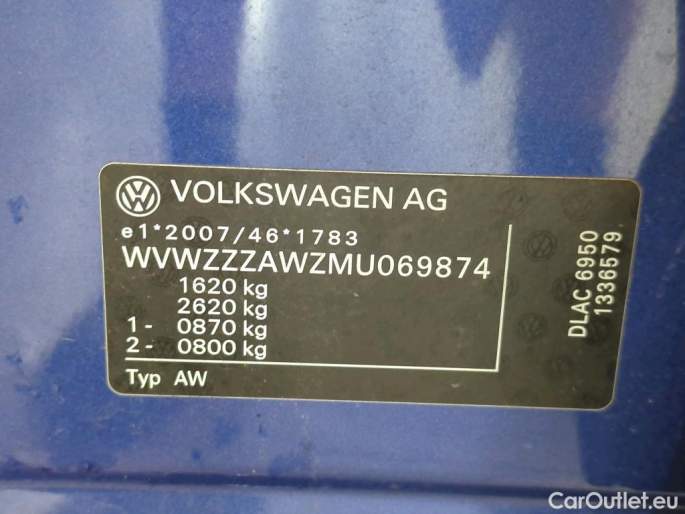 VOLKSWAGEN AG
e1*2007/46*1783
WVWZZZAWZMU069874
1620 kg
2620 kg
1- 0870 kg
2- 0800 kg
Typ AW
DLAC 6950
1336579
CarOutlet.eu